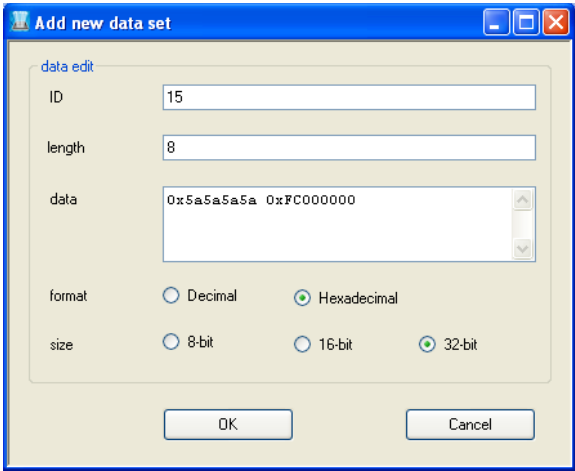 Add new data set
data edit
ID 15
length 8
data 0x5a5a5a5a 0xFC000000
format Decimal Hexadecimal
size 8-bit 16-bit 32-bit
OK Cancel